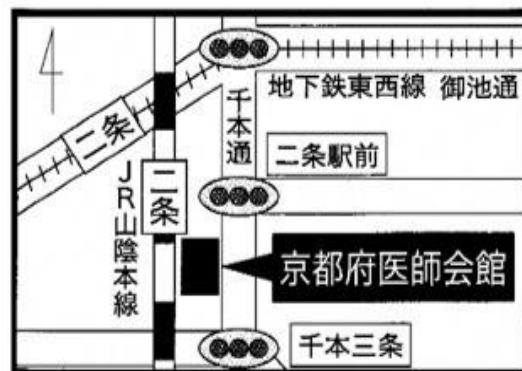 地下鉄東西線 御池通
千本通
二条
二条駅前
二条
JR山陰本線
京都府医師会館
千本三条